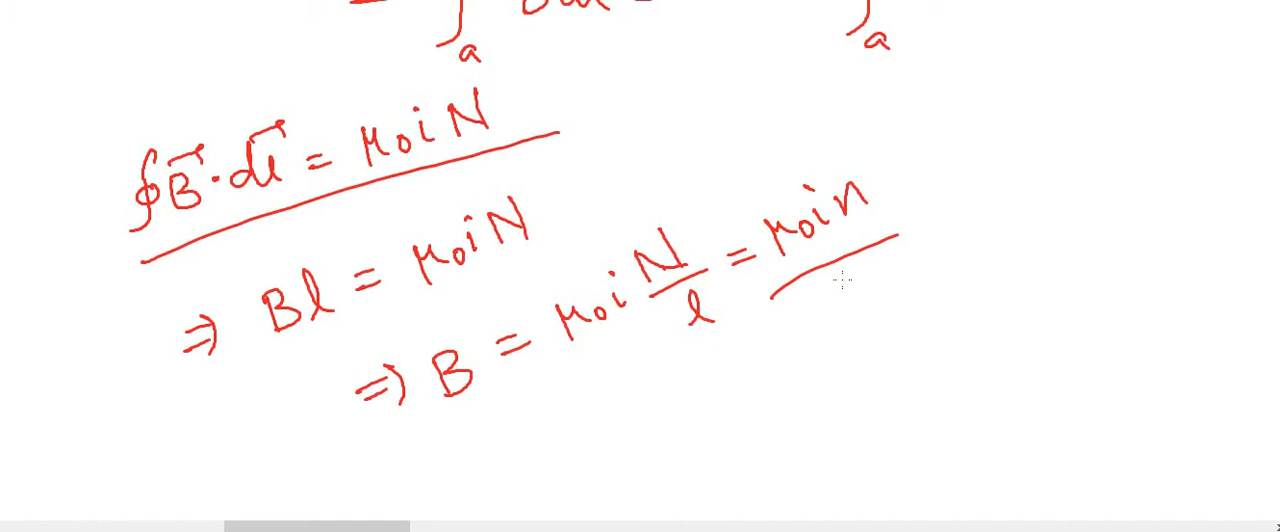 a a
∮B⃗·dl⃗ = μ₀iN
⇒ Bl = μ₀iN
⇒ B = μ₀i N/l = μ₀in